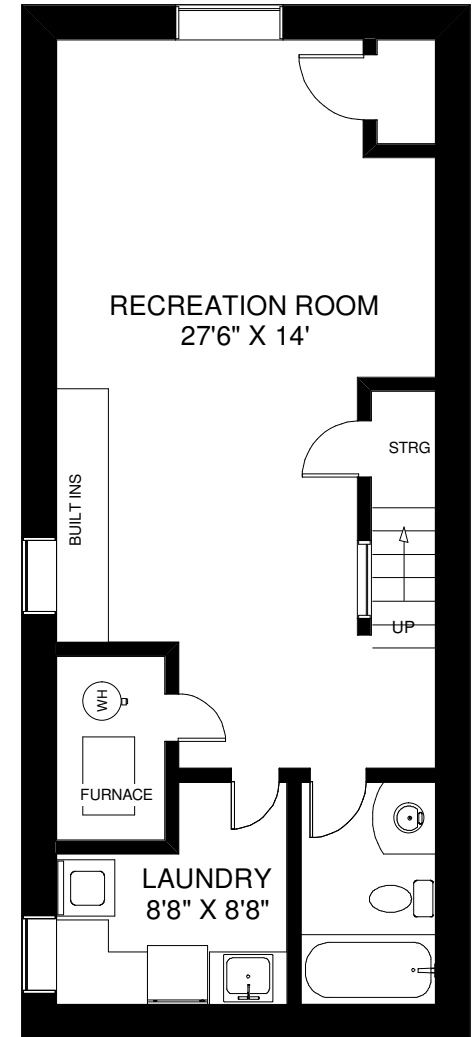 RECREATION ROOM
27'6" X 14'
STRG
BUILT INS
UP
WH
FURNACE
LAUNDRY
8'8" X 8'8"